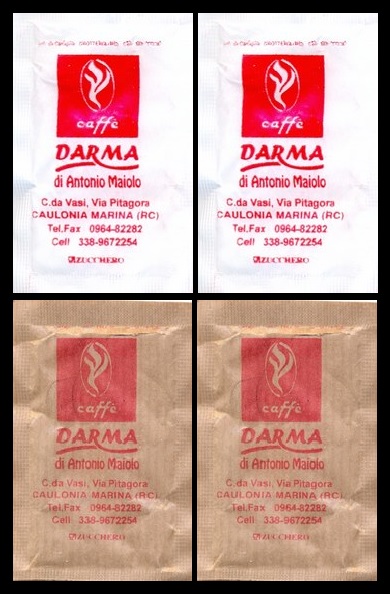 caffè
DARMA
di Antonio Maiolo
C.da Vasi, Via Pitagora
CAULONIA MARINA (RC)
Tel.Fax 0964-82282
Cell 338-9672254
ZUCCHERO
caffè
DARMA
di Antonio Maiolo
C.da Vasi, Via Pitagora
CAULONIA MARINA (RC)
Tel.Fax 0964-82282
Cell 338-9672254
ZUCCHERO
caffè
DARMA
di Antonio Maiolo
C.da Vasi, Via Pitagora
CAULONIA MARINA (RC)
Tel.Fax 0964-82282
Cell 338-9672254
ZUCCHERO
caffè
DARMA
di Antonio Maiolo
C.da Vasi, Via Pitagora
CAULONIA MARINA (RC)
Tel.Fax 0964-82282
Cell 338-9672254
ZUCCHERO